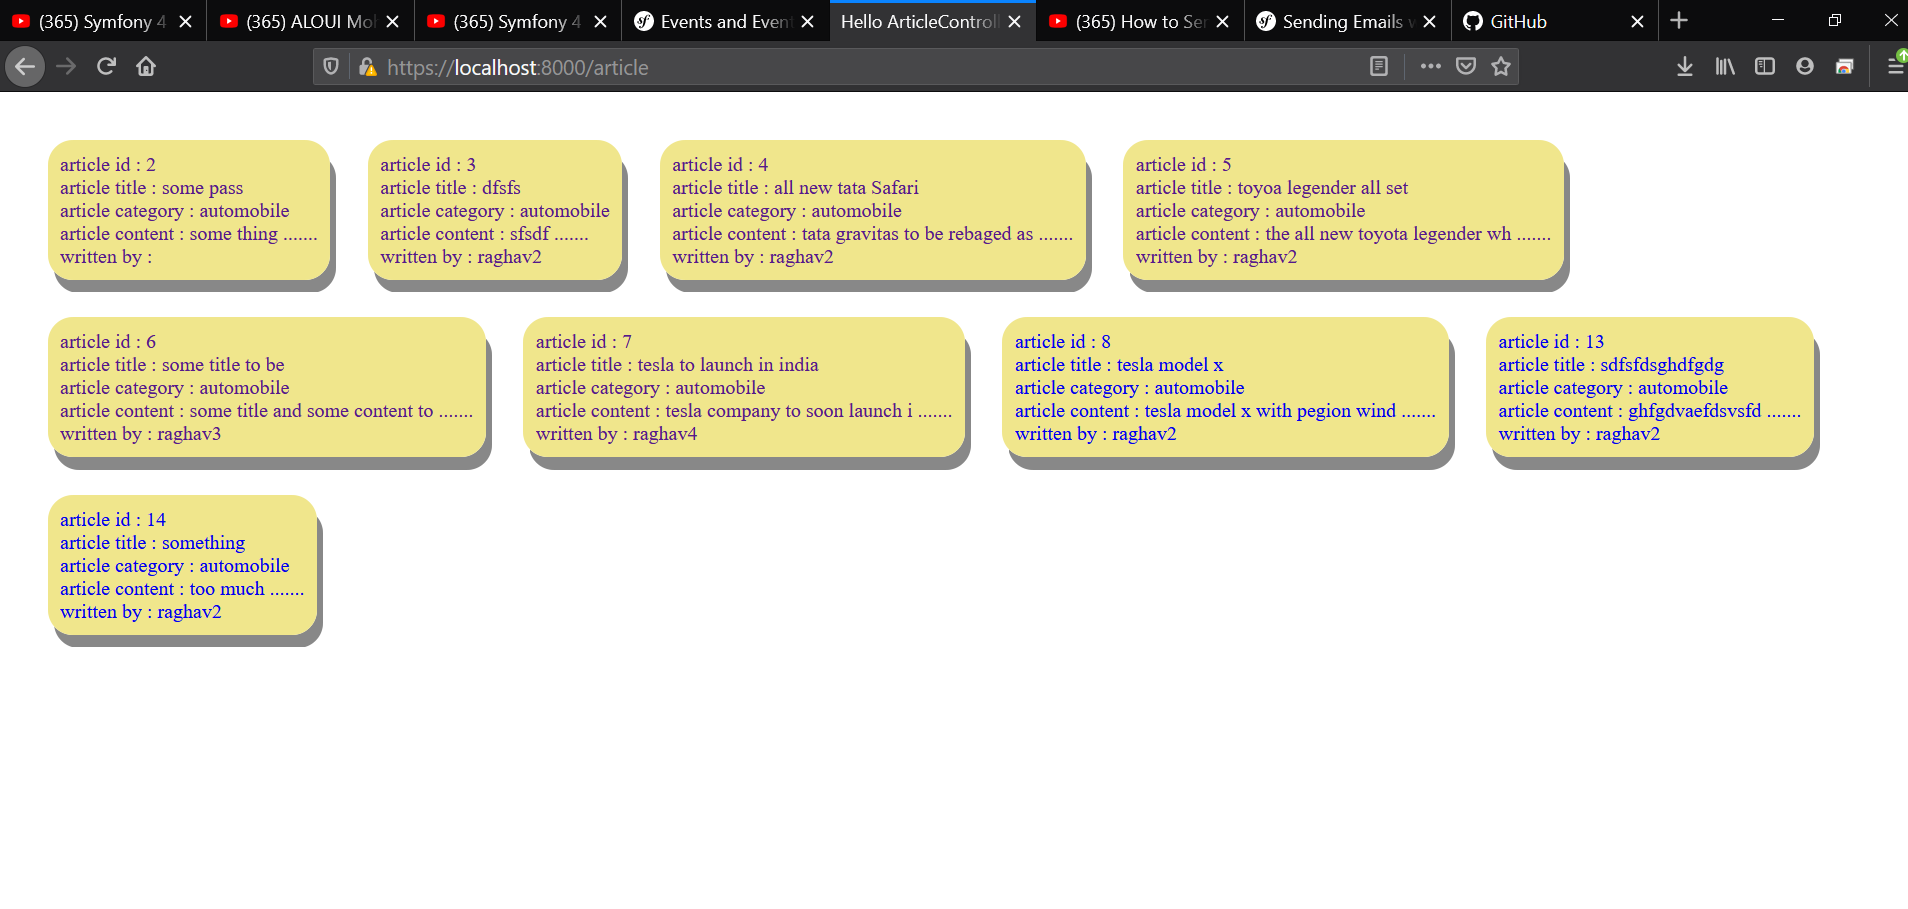 (365) Symfony 4
(365) ALOUI Mo
(365) Symfony 4
Events and Event
Hello ArticleControll
(365) How to Se
Sending Emails
GitHub
https://localhost:8000/article
article id : 2
article title : some pass
article category : automobile
article content : some thing .......
written by :
article id : 3
article title : dfsfs
article category : automobile
article content : sfsdf .......
written by : raghav2
article id : 4
article title : all new tata Safari
article category : automobile
article content : tata gravitas to be rebaged as .......
written by : raghav2
article id : 5
article title : toyoa legender all set
article category : automobile
article content : the all new toyota legender wh .......
written by : raghav2
article id : 6
article title : some title to be
article category : automobile
article content : some title and some content to .......
written by : raghav3
article id : 7
article title : tesla to launch in india
article category : automobile
article content : tesla company to soon launch i .......
written by : raghav4
article id : 8
article title : tesla model x
article category : automobile
article content : tesla model x with pegion wind .......
written by : raghav2
article id : 13
article title : sdfsfdsghdfgdg
article category : automobile
article content : ghfgdvaefdsvsfd .......
written by : raghav2
article id : 14
article title : something
article category : automobile
article content : too much .......
written by : raghav2